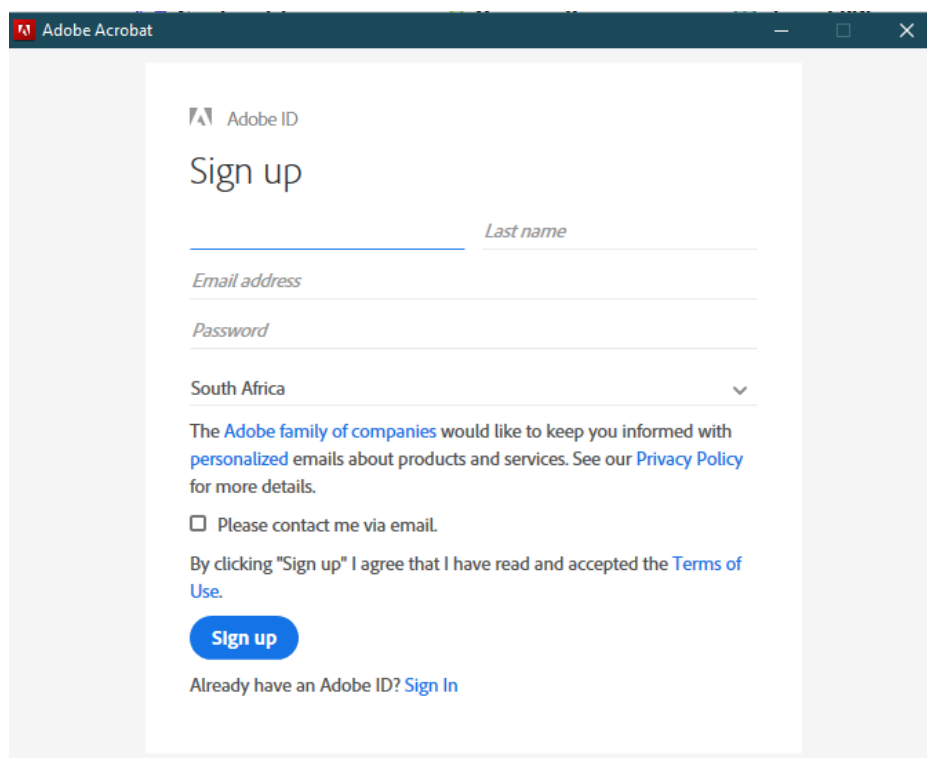 Adobe Acrobat
Adobe ID
Sign up
Last name
Email address
Password
South Africa
The Adobe family of companies would like to keep you informed with
personalized emails about products and services. See our Privacy Policy
for more details.
Please contact me via email.
By clicking "Sign up" I agree that I have read and accepted the Terms of
Use.
Sign up
Already have an Adobe ID? Sign In